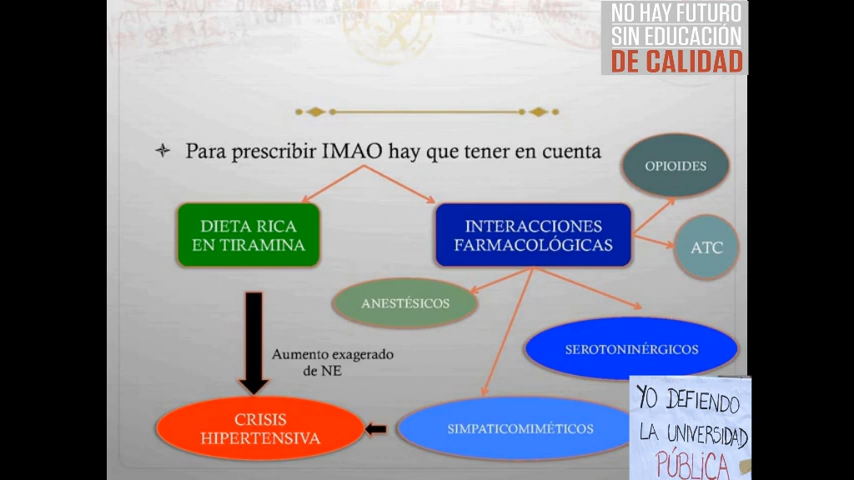 NO HAY FUTURO
SIN EDUCACIÓN
DE CALIDAD
Para prescribir IMAO hay que tener en cuenta
OPIOIDES
DIETA RICA
EN TIRAMINA
INTERACCIONES
FARMACOLÓGICAS
ATC
ANESTÉSICOS
Aumento exagerado
de NE
SEROTONINÉRGICOS
CRISIS
HIPERTENSIVA
SIMPATICOMIMÉTICOS
YO DEFIENDO
LA UNIVERSIDAD
PÚBLICA